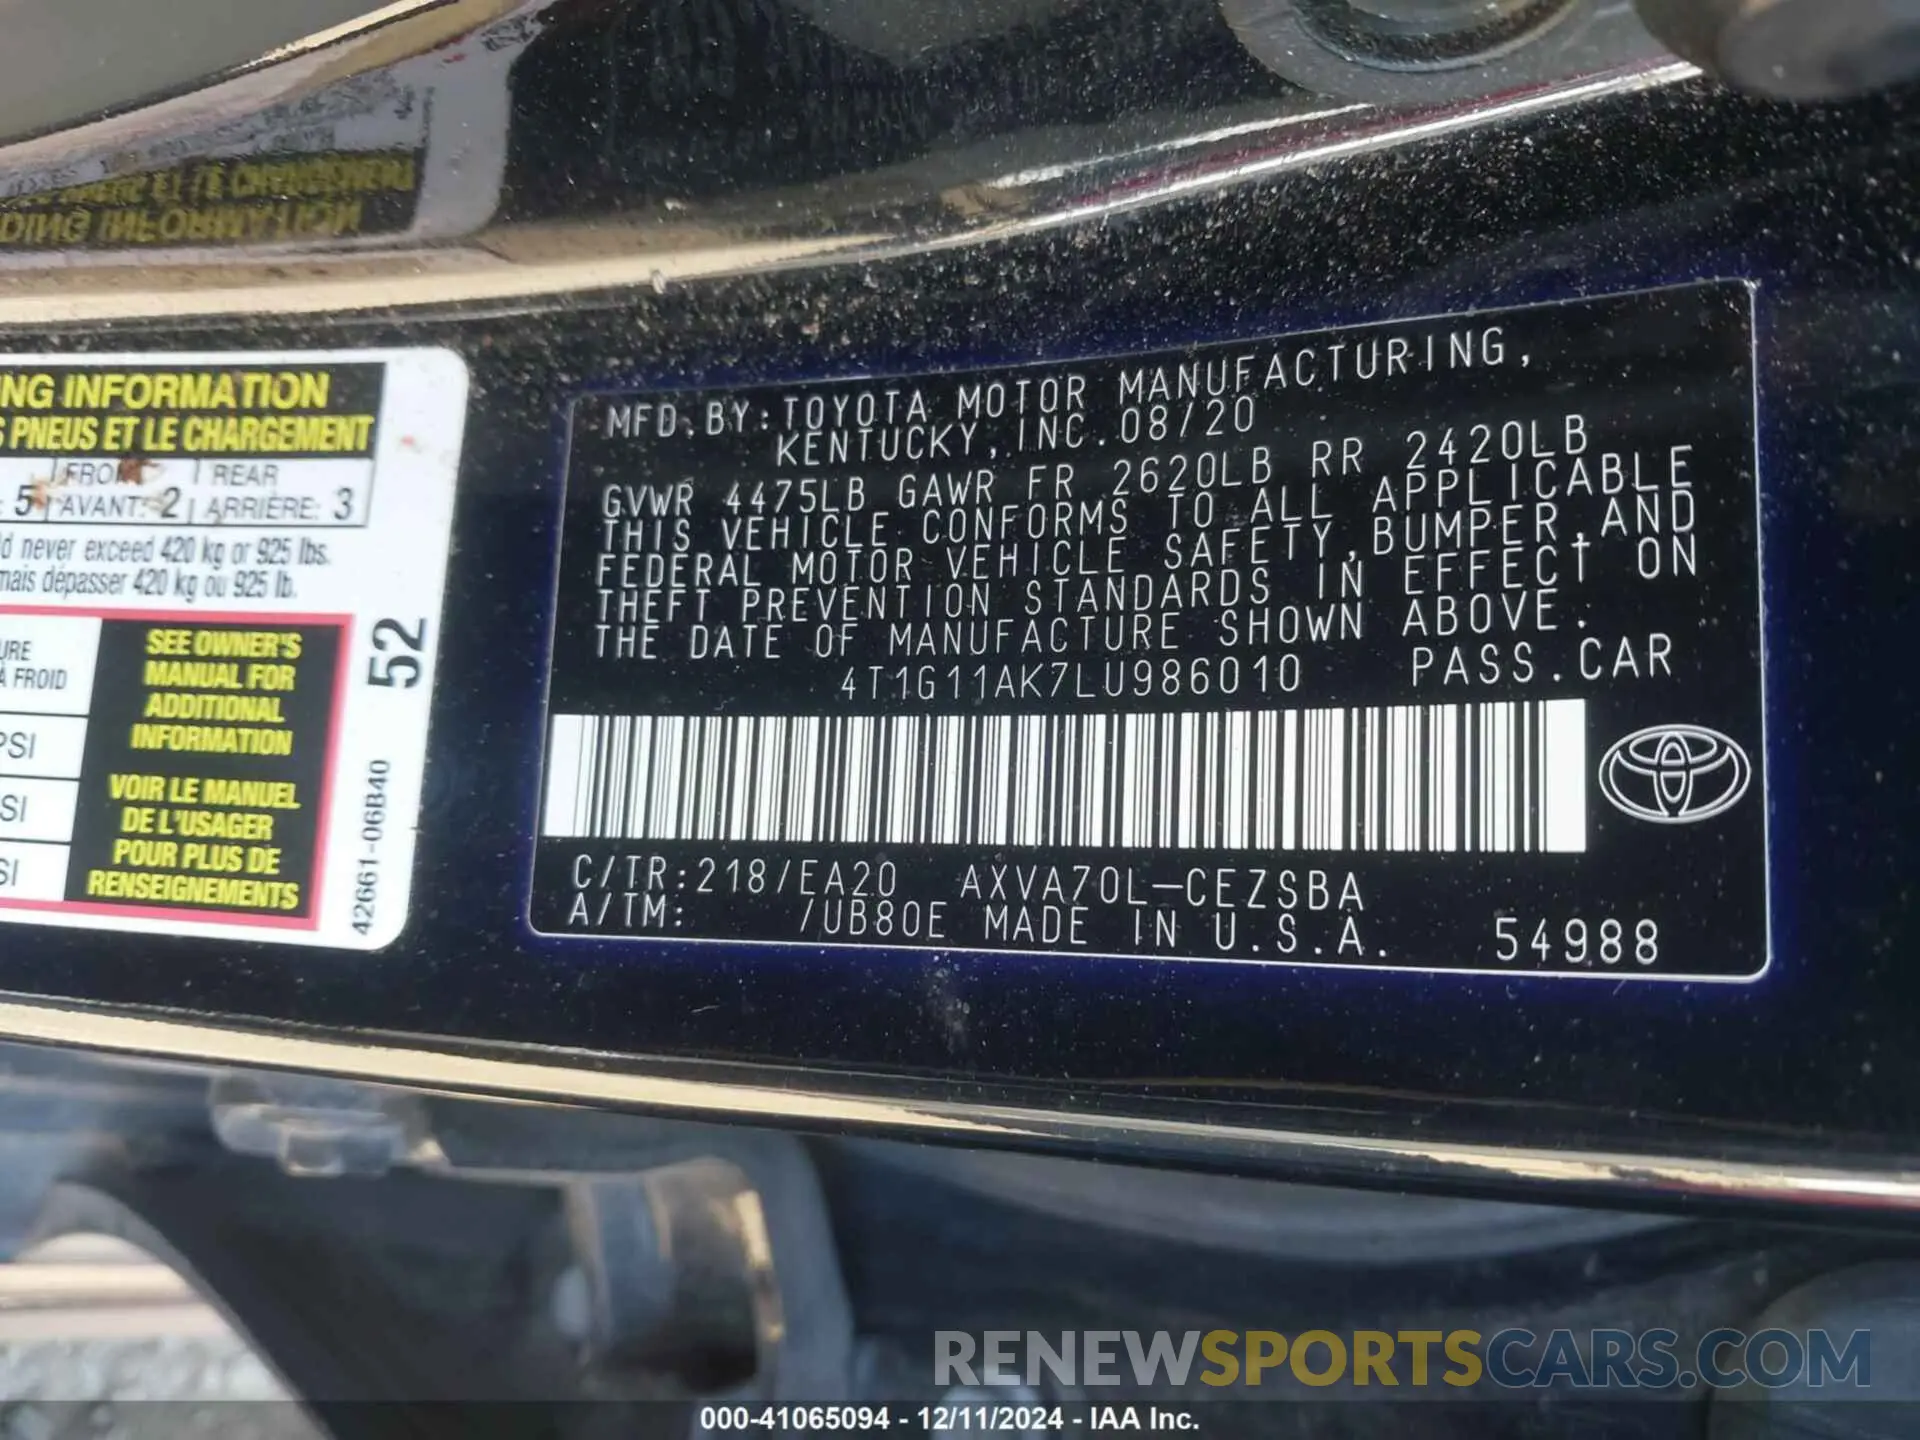 NG INFORMATION
S PNEUS ET LE CHARGEMENT
FRONT REAR
: 5 AVANT: 2 ARRIÈRE: 3
d never exceed 420 kg or 925 lbs.
mais dépasser 420 kg ou 925 lb.
URE
À FROID
PSI
SI
SI
SEE OWNER'S
MANUAL FOR
ADDITIONAL
INFORMATION
VOIR LE MANUEL
DE L'USAGER
POUR PLUS DE
RENSEIGNEMENTS
52
42661-06B40
MFD.BY:TOYOTA MOTOR MANUFACTURING,
KENTUCKY,INC.08/20
GVWR 4475LB GAWR FR 2620LB RR 2420LB
THIS VEHICLE CONFORMS TO ALL APPLICABLE
FEDERAL MOTOR VEHICLE SAFETY,BUMPER,AND
THEFT PREVENTION STANDARDS IN EFFECT ON
THE DATE OF MANUFACTURE SHOWN ABOVE.
4T1G11AK7LU986010 PASS.CAR
C/TR:218/EA20 AXVA70L-CEZSBA
A/TM: /UB80E MADE IN U.S.A. 54988
RENEWSPORTSCARS.COM
000-41065094 - 12/11/2024 - IAA Inc.